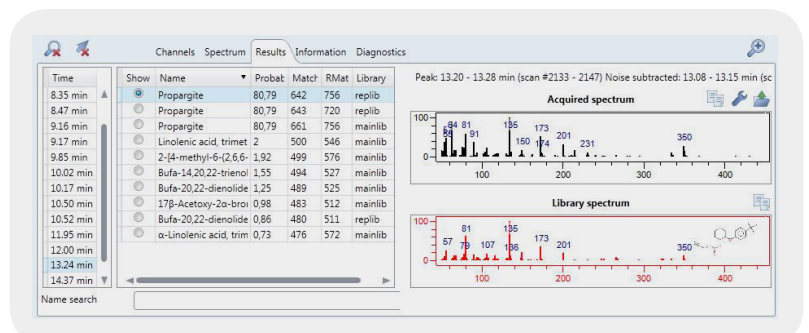 Channels Spectrum Results Information Diagnostics
Time
8.35 min
8.47 min
9.16 min
9.17 min
9.85 min
10.02 min
10.17 min
10.50 min
10.52 min
11.95 min
12.00 min
13.24 min
14.37 min
Show Name Probab Match RMat Library
Propargite 80,79 642 756 replib
Propargite 80,79 643 720 replib
Propargite 80,79 661 756 mainlib
Linolenic acid, trimet 2 500 546 mainlib
2-[4-methyl-6-(2,6,6- 1,92 499 576 mainlib
Bufa-14,20,22-trienol 1,55 494 527 mainlib
Bufa-20,22-dienolide 1,25 489 525 mainlib
17β-Acetoxy-2α-bro 0,98 483 512 mainlib
Bufa-20,22-dienolide 0,86 480 511 replib
α-Linolenic acid, trim 0,73 476 572 mainlib
Peak: 13.20 - 13.28 min (scan #2133 - 2147) Noise subtracted: 13.08 - 13.15 min (sc
Acquired spectrum
100
64 81 135 173
91 150 174 201 231 350
0
100 200 300 400
Library spectrum
100
81 135
57 79 107 136 173 201 350
0
100 200 300 400
Name search